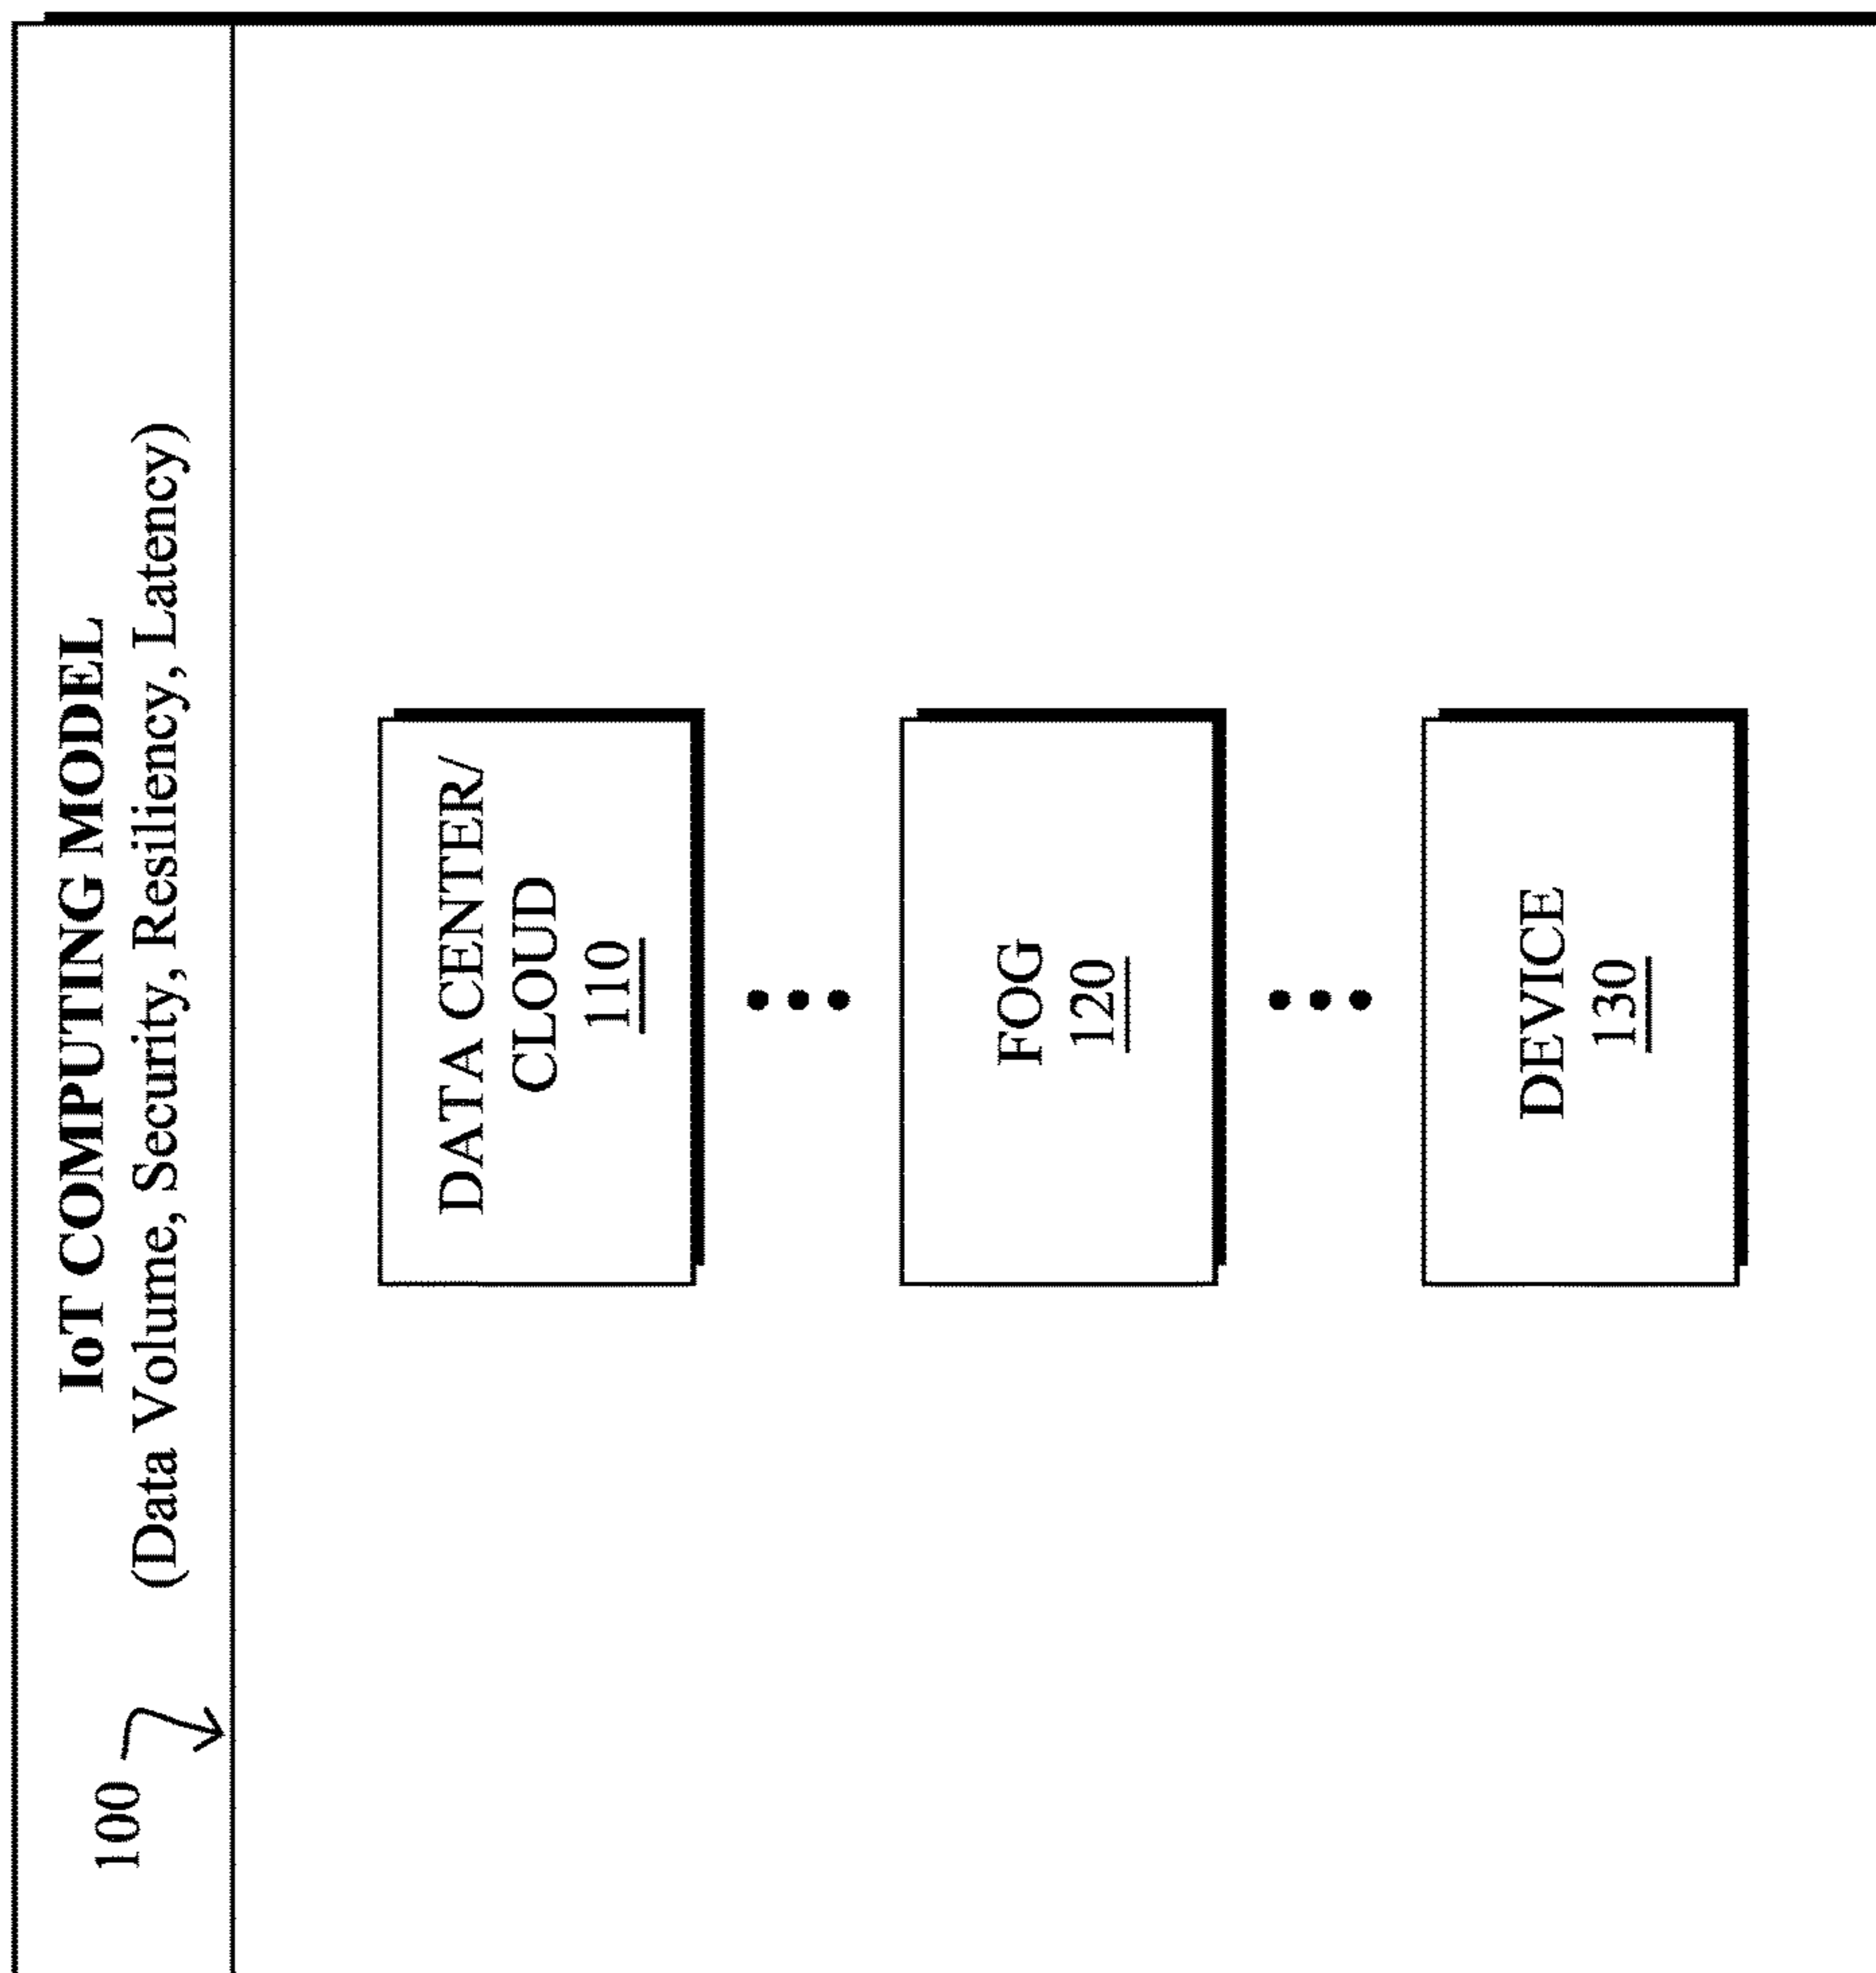 100
IoT COMPUTING MODEL
(Data Volume, Security, Resiliency, Latency)
DATA CENTER/
CLOUD
110
FOG
120
DEVICE
130